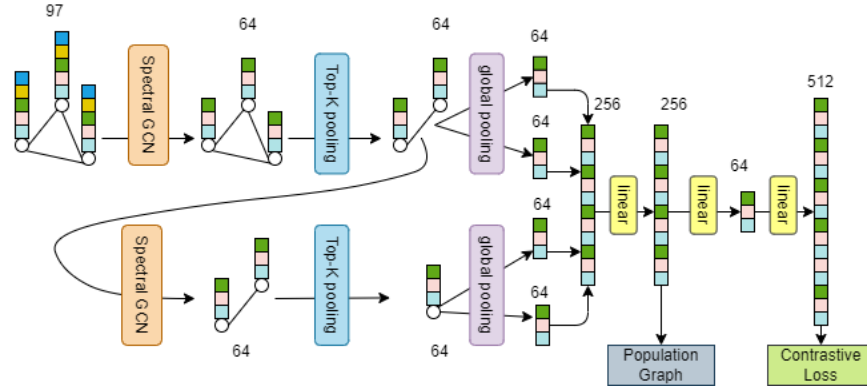 97
64
64
64
Spectral GCN
Top-K pooling
global pooling
64
256
256
512
64
linear
linear
linear
64
Spectral GCN
Top-K pooling
global pooling
64
64
64
Population
Graph
Contrastive
Loss